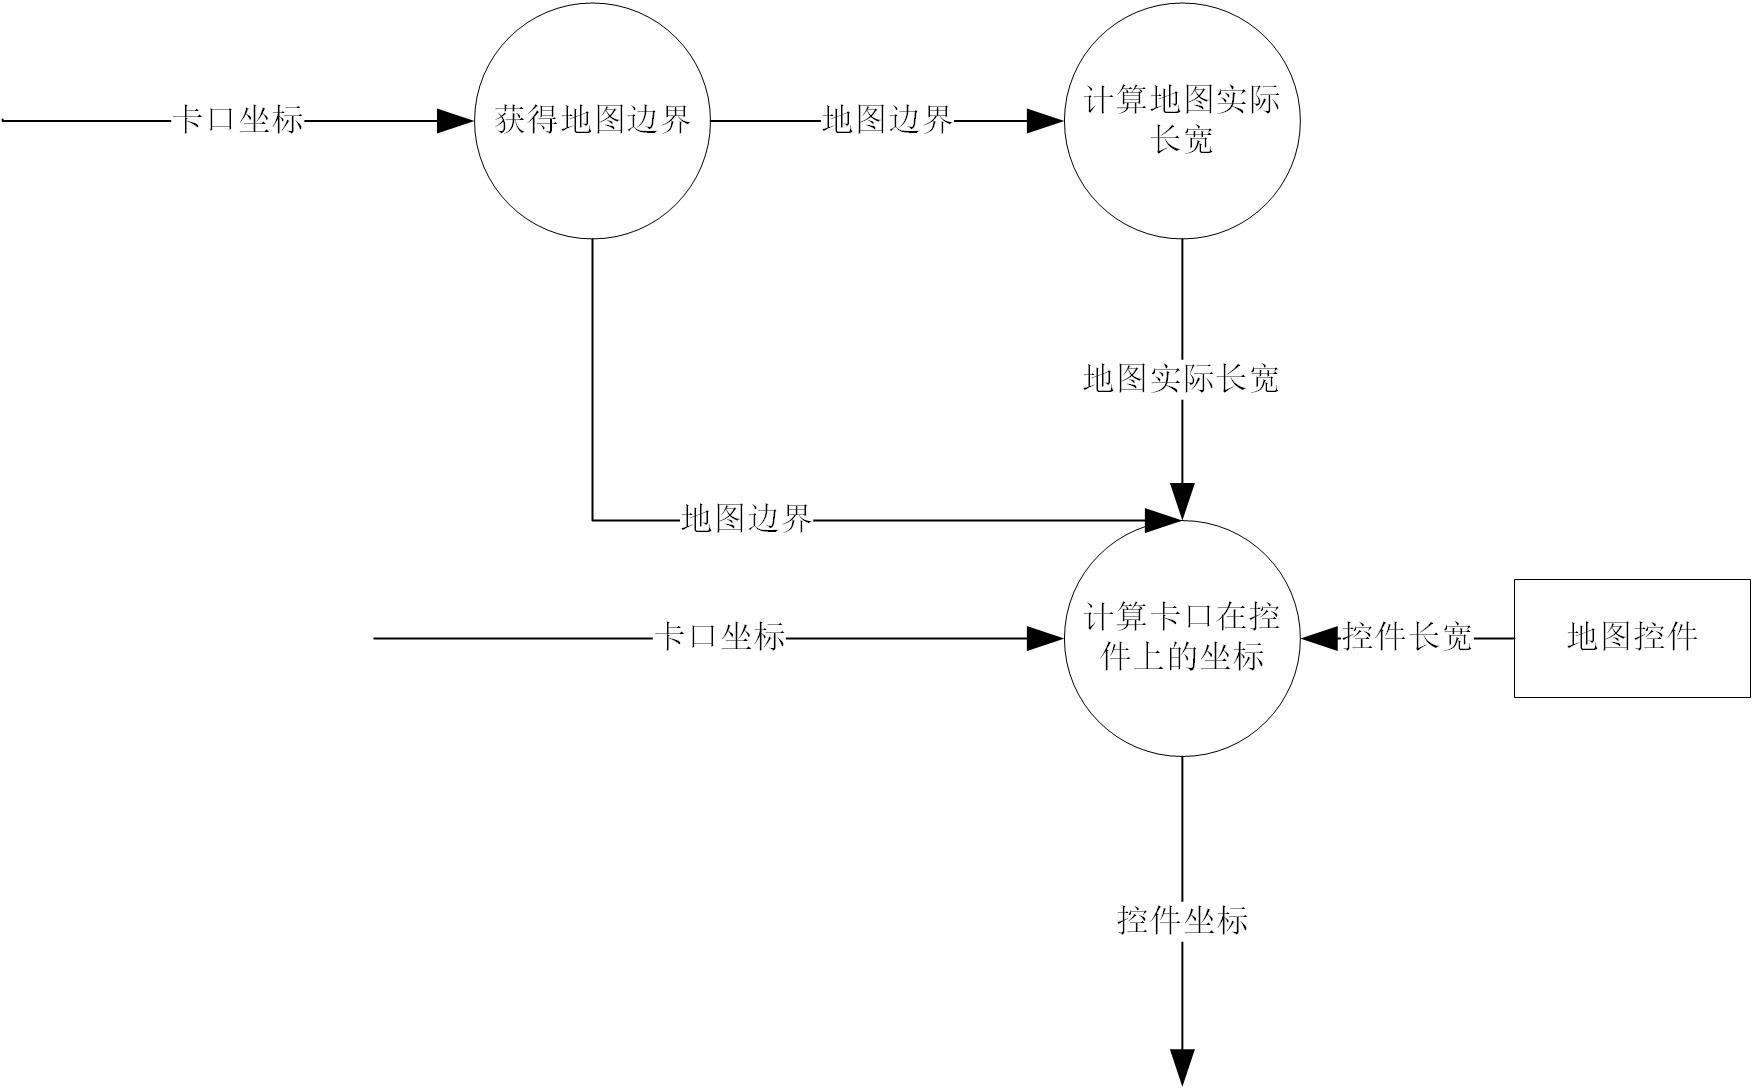 卡口坐标
获得地图边界
地图边界
计算地图实际
长宽
地图实际长宽
地图边界
卡口坐标
计算卡口在控
件上的坐标
控件长宽
地图控件
控件坐标